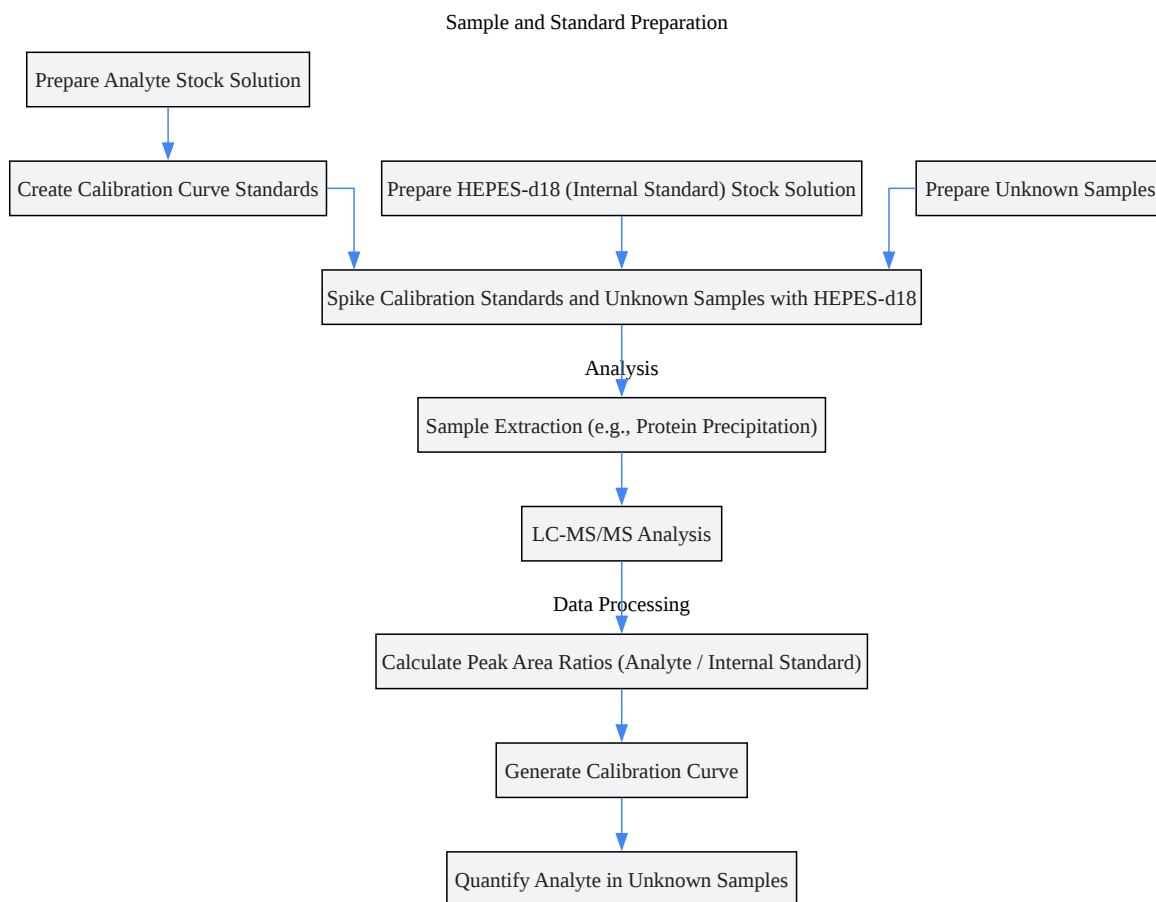 Sample and Standard Preparation
Prepare Analyte Stock Solution
Create Calibration Curve Standards
Prepare HEPES-d18 (Internal Standard) Stock Solution
Prepare Unknown Samples
Spike Calibration Standards and Unknown Samples with HEPES-d18
Analysis
Sample Extraction (e.g., Protein Precipitation)
LC-MS/MS Analysis
Data Processing
Calculate Peak Area Ratios (Analyte / Internal Standard)
Generate Calibration Curve
Quantify Analyte in Unknown Samples